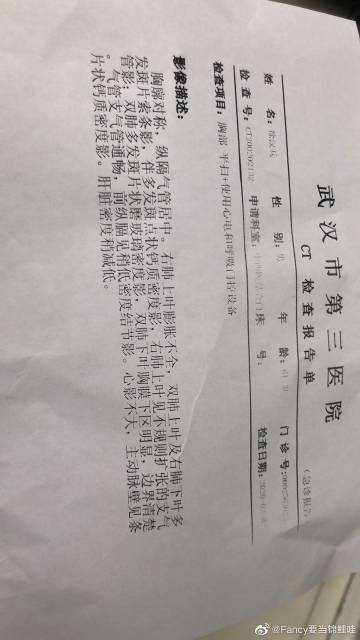 武汉市第三医院
CT 检查报告单
（急诊报告）
姓 名： 性 别：男 年 龄： 门 诊 号：
检 查 号： 申请科室： 床 号： 检查日期：
检查项目：胸部 平扫+使用心电和呼吸门控设备
影像描述：
胸廓对称，纵隔气管居中。右肺上叶膨胀不全，双肺上叶及右肺下叶多
发斑片索条影，伴多发斑点状钙质密度影，右肺上叶见不规则扩张的支气
管影，双肺多发斑片状磨玻璃密度影，双肺下叶胸膜下区明显，边界清楚
。气管支气管通畅，前纵隔见稍低密度结节影。心影不大，主动脉壁见条
片状钙质密度影。肝脏密度稍减低。
@Fancy要当锦鲤哇